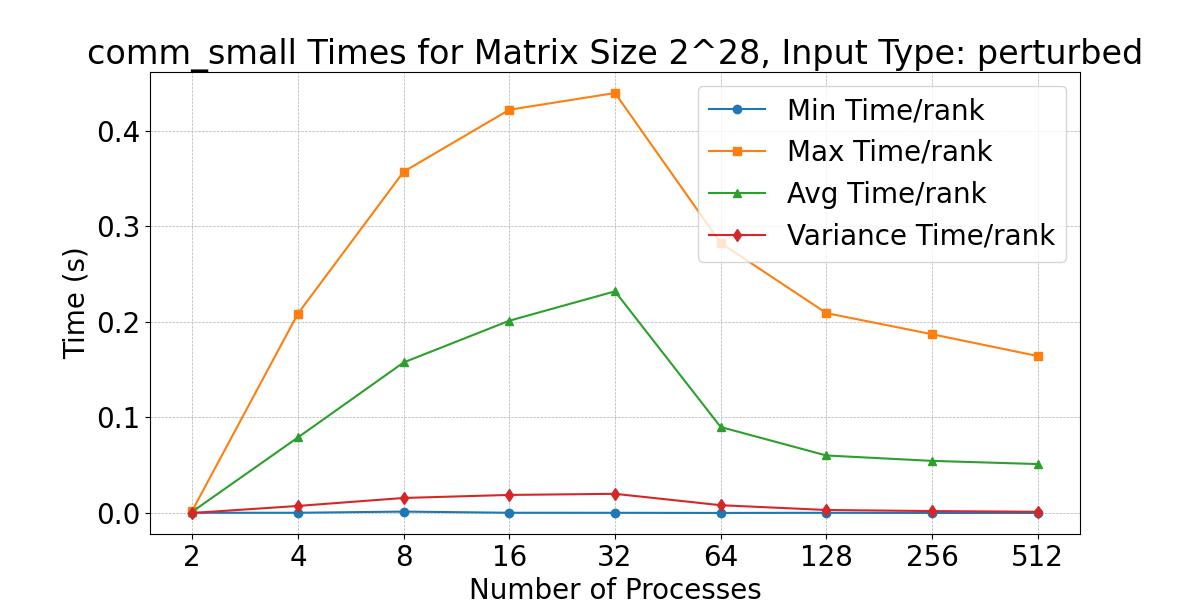 comm_small Times for Matrix Size 2^28, Input Type: perturbed
Min Time/rank
Max Time/rank
Avg Time/rank
Variance Time/rank
Time (s)
0.4
0.3
0.2
0.1
0.0
2 4 8 16 32 64 128 256 512
Number of Processes